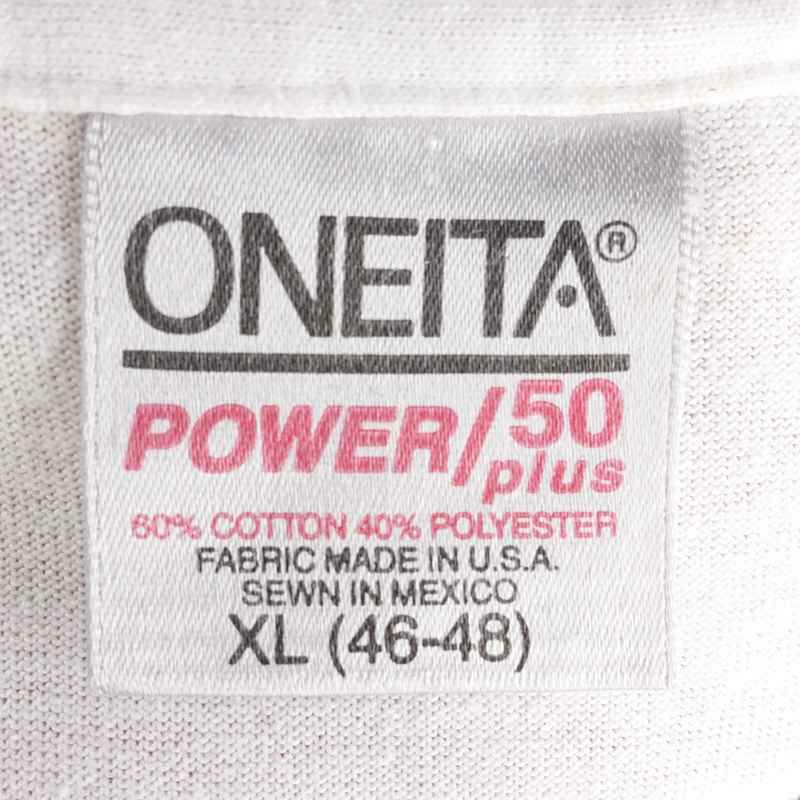 ONEITA®
POWER/50 plus
60% COTTON 40% POLYESTER
FABRIC MADE IN U.S.A.
SEWN IN MEXICO
XL (46-48)